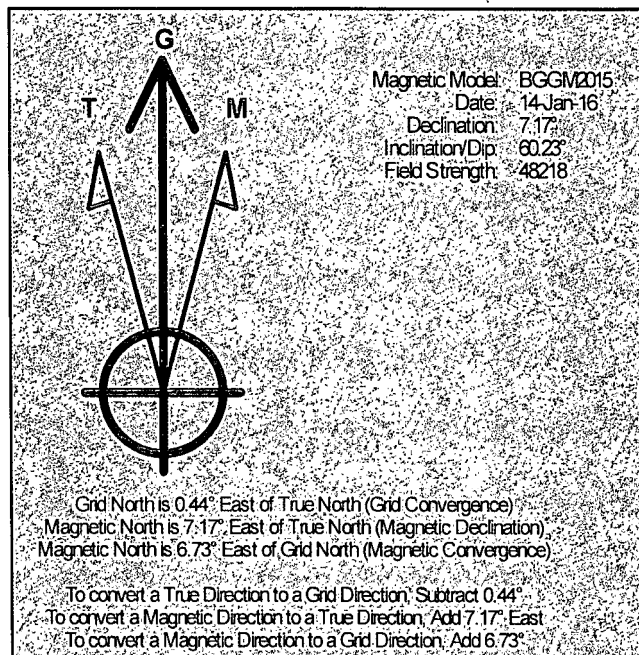 G
T M
Magnetic Model: BGGM2015
Date: 14-Jan-16
Declination: 7.17°
Inclination/Dip: 60.23°
Field Strength: 48218
Grid North is 0.44° East of True North (Grid Convergence)
Magnetic North is 7.17° East of True North (Magnetic Declination)
Magnetic North is 6.73° East of Grid North (Magnetic Convergence)
To convert a True Direction to a Grid Direction, Subtract 0.44°
To convert a Magnetic Direction to a True Direction, Add 7.17° East
To convert a Magnetic Direction to a Grid Direction, Add 6.73°